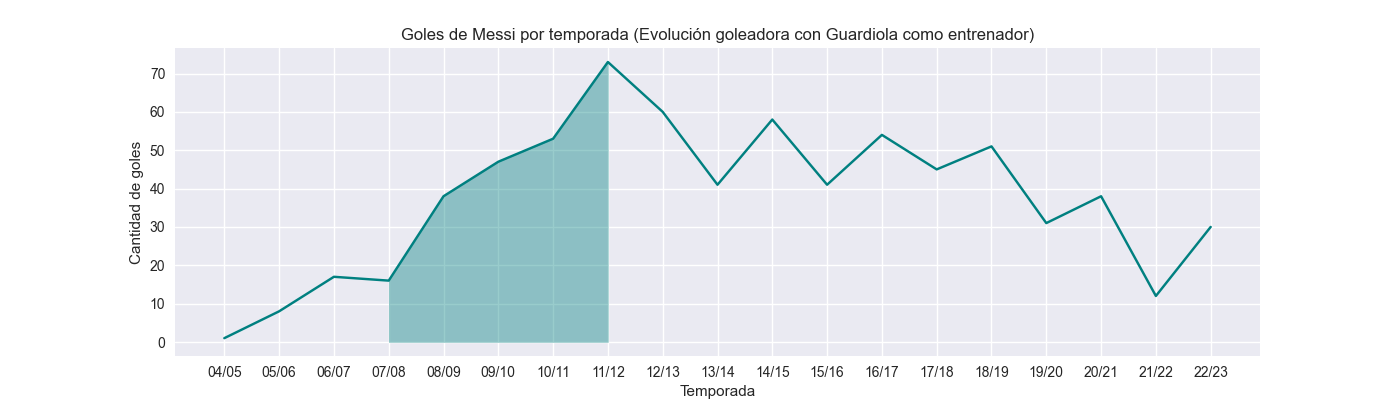 Goles de Messi por temporada (Evolución goleadora con Guardiola como entrenador)
Cantidad de goles
70
60
50
40
30
20
10
0
04/05 05/06 06/07 07/08 08/09 09/10 10/11 11/12 12/13 13/14 14/15 15/16 16/17 17/18 18/19 19/20 20/21 21/22 22/23
Temporada